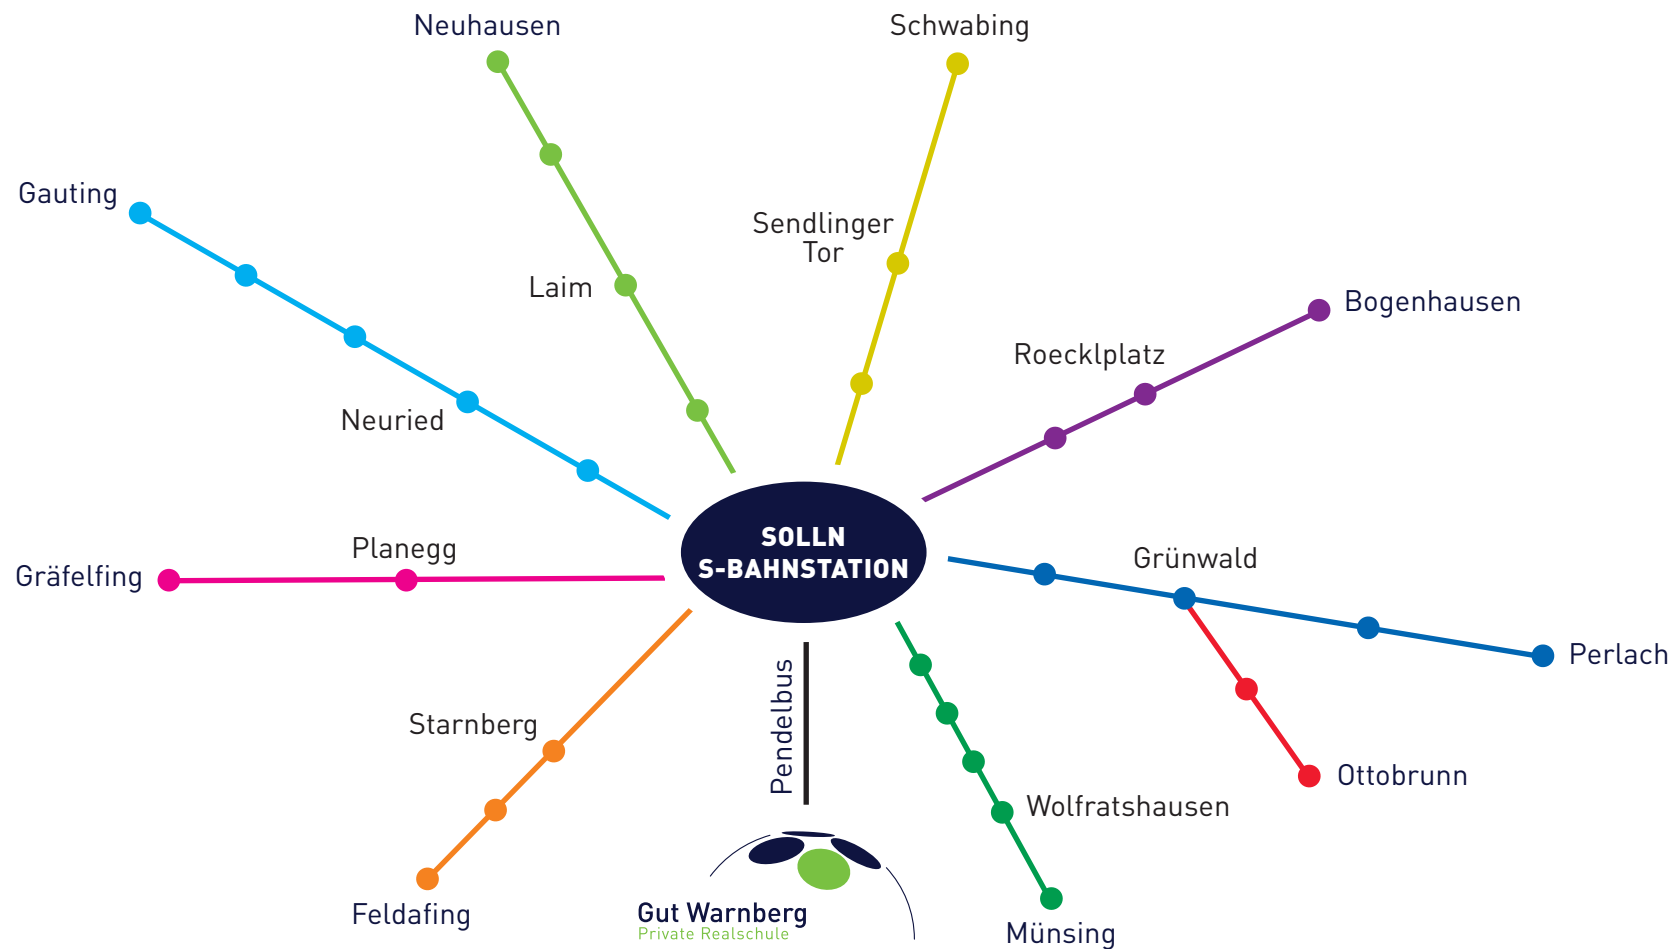 Neuhausen
Schwabing
Gauting
Sendlinger
Tor
Laim
Bogenhausen
Roecklplatz
Neuried
SOLLN
S-BAHNSTATION
Planegg
Gräfelfing
Grünwald
Perlach
Pendelbus
Starnberg
Ottobrunn
Wolfratshausen
Feldafing
Gut Warnberg
Private Realschule
Münsing